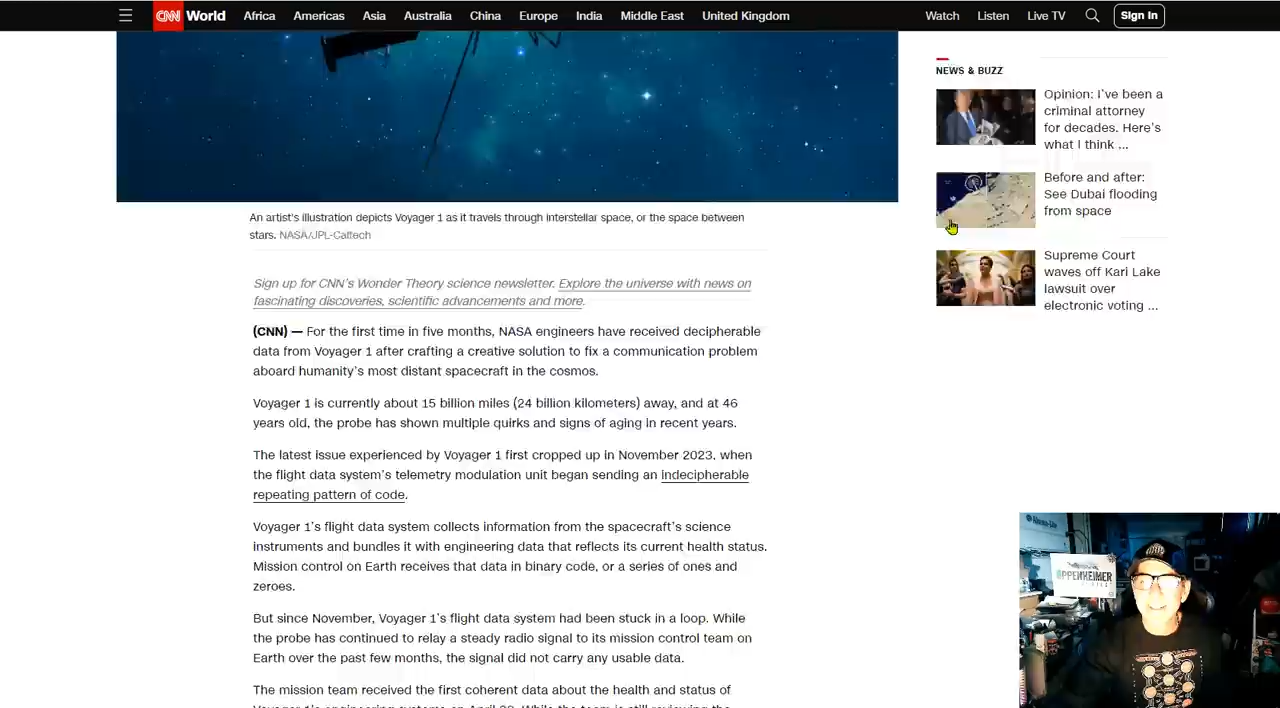 CNN World Africa Americas Asia Australia China Europe India Middle East United Kingdom Watch Listen Live TV Sign In
An artist's illustration depicts Voyager 1 as it travels through interstellar space, or the space between
stars. NASA/JPL-Caltech
Sign up for CNN's Wonder Theory science newsletter. Explore the universe with news on
fascinating discoveries, scientific advancements and more.
(CNN) — For the first time in five months, NASA engineers have received decipherable
data from Voyager 1 after crafting a creative solution to fix a communication problem
aboard humanity's most distant spacecraft in the cosmos.
Voyager 1 is currently about 15 billion miles (24 billion kilometers) away, and at 46
years old, the probe has shown multiple quirks and signs of aging in recent years.
The latest issue experienced by Voyager 1 first cropped up in November 2023, when
the flight data system's telemetry modulation unit began sending an indecipherable
repeating pattern of code.
Voyager 1's flight data system collects information from the spacecraft's science
instruments and bundles it with engineering data that reflects its current health status.
Mission control on Earth receives that data in binary code, or a series of ones and
zeroes.
But since November, Voyager 1's flight data system had been stuck in a loop. While
the probe has continued to relay a steady radio signal to its mission control team on
Earth over the past few months, the signal did not carry any usable data.
The mission team received the first coherent data about the health and status of
NEWS & BUZZ
Opinion: I've been a
criminal attorney
for decades. Here's
what I think ...
Before and after:
See Dubai flooding
from space
Supreme Court
waves off Kari Lake
lawsuit over
electronic voting ...
OPPENHEIMER